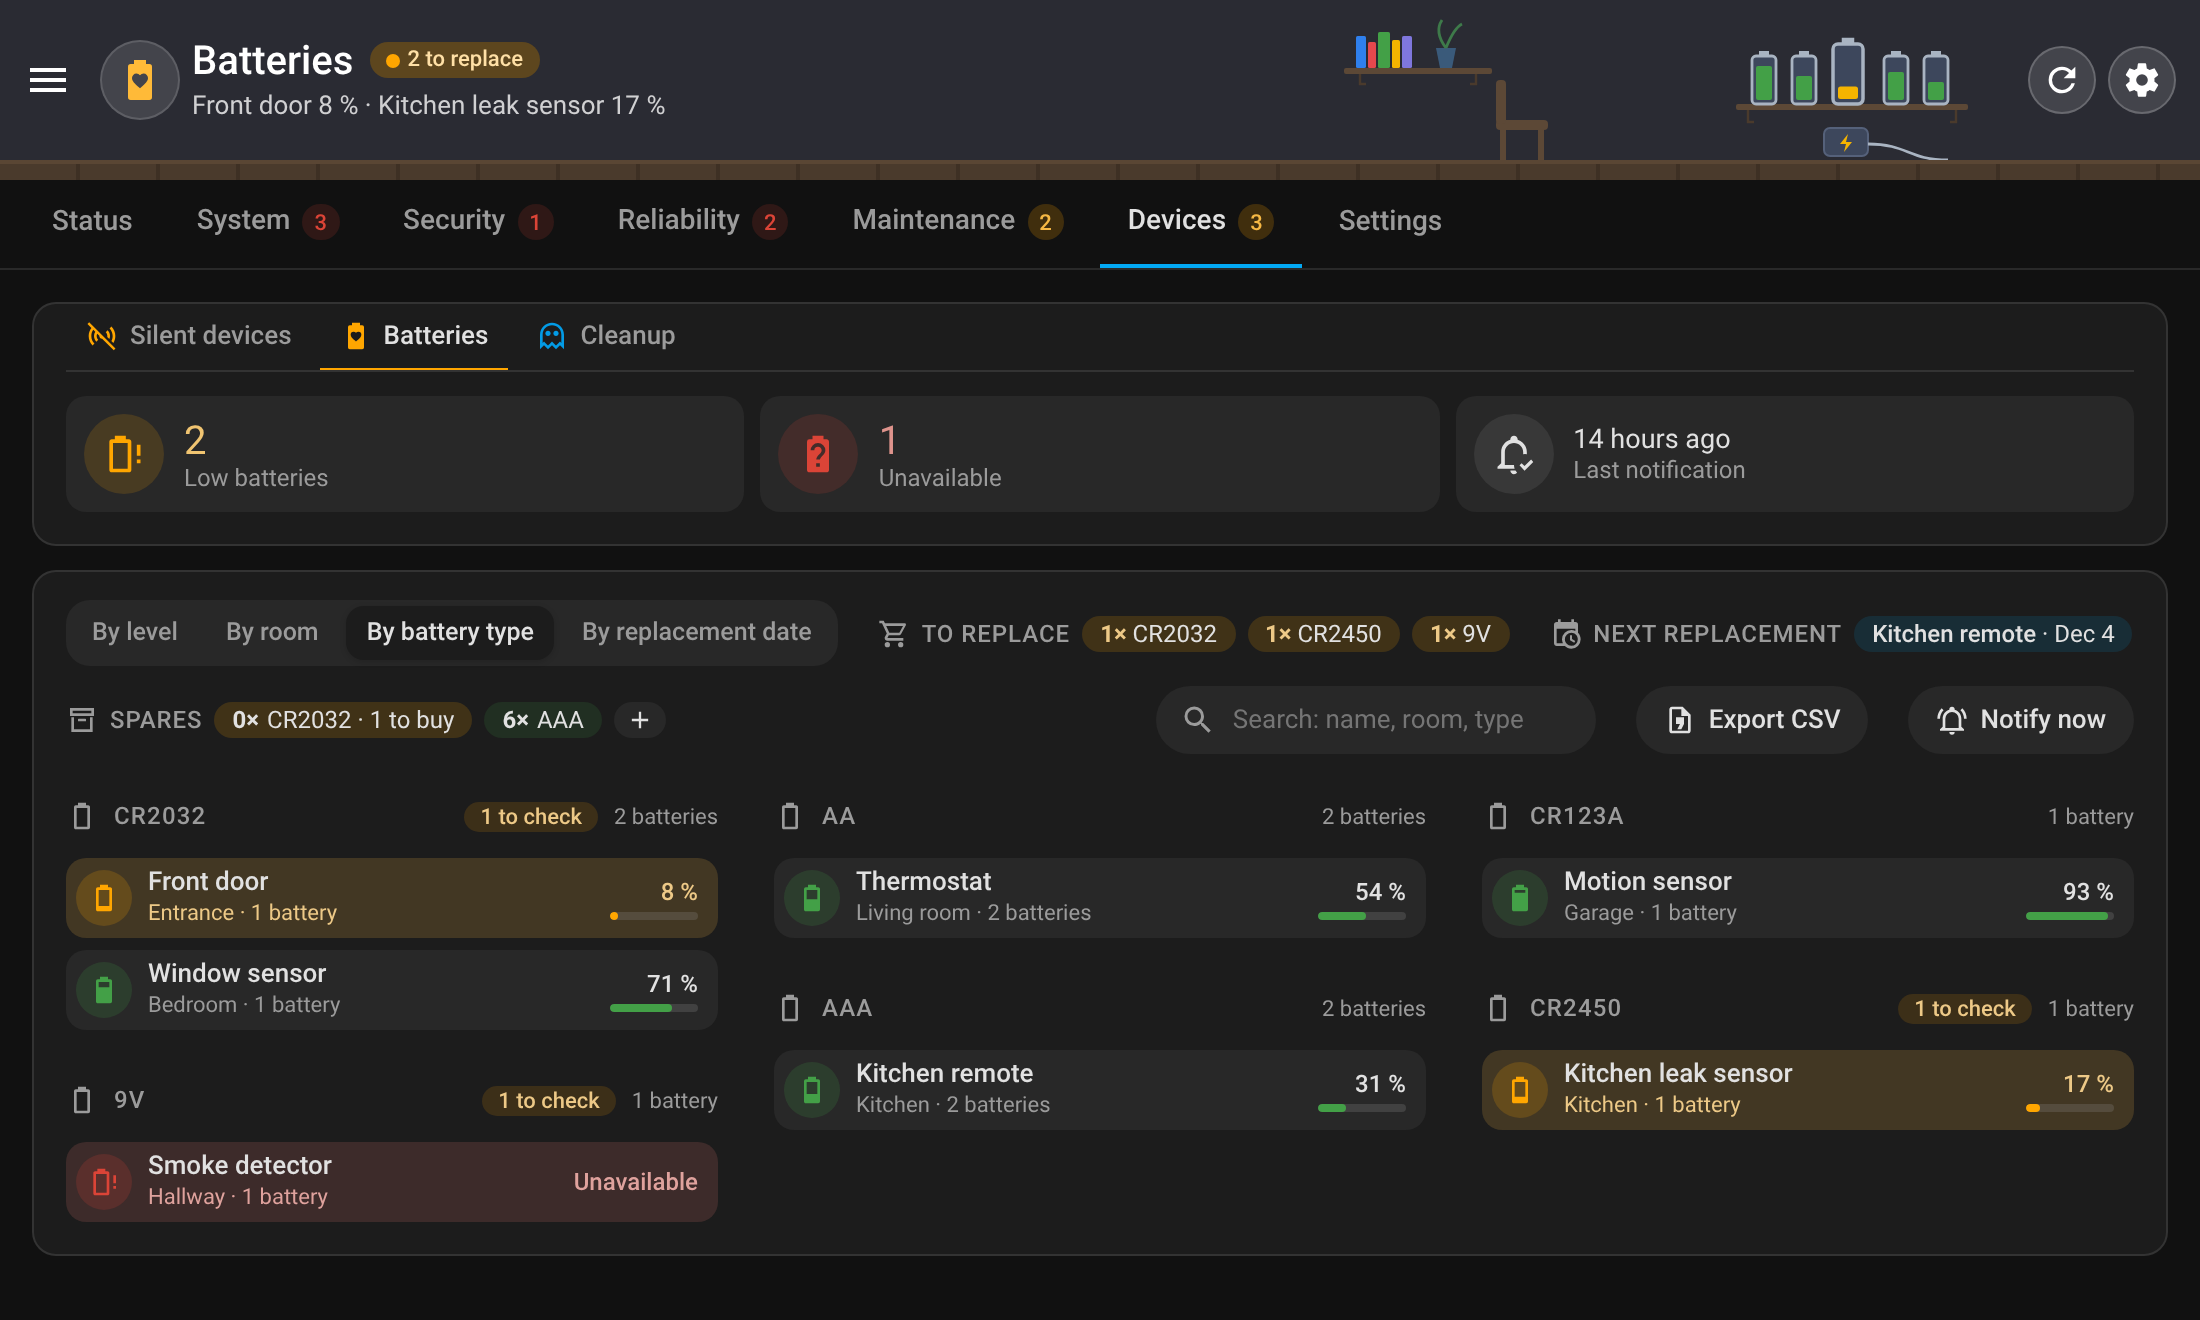 Batteries
2 to replace
Front door 8 % · Kitchen leak sensor 17 %
Status
System 3
Security 1
Reliability 2
Maintenance 2
Devices 3
Settings
Silent devices
Batteries
Cleanup
2
Low batteries
1
Unavailable
14 hours ago
Last notification
By level
By room
By battery type
By replacement date
TO REPLACE 1× CR2032 1× CR2450 1× 9V
NEXT REPLACEMENT Kitchen remote · Dec 4
SPARES 0× CR2032 · 1 to buy 6× AAA +
Search: name, room, type
Export CSV
Notify now
CR2032 1 to check 2 batteries
Front door
Entrance · 1 battery
8 %
Window sensor
Bedroom · 1 battery
71 %
9V 1 to check 1 battery
Smoke detector
Hallway · 1 battery
Unavailable
AA 2 batteries
Thermostat
Living room · 2 batteries
54 %
AAA 2 batteries
Kitchen remote
Kitchen · 2 batteries
31 %
CR123A 1 battery
Motion sensor
Garage · 1 battery
93 %
CR2450 1 to check 1 battery
Kitchen leak sensor
Kitchen · 1 battery
17 %